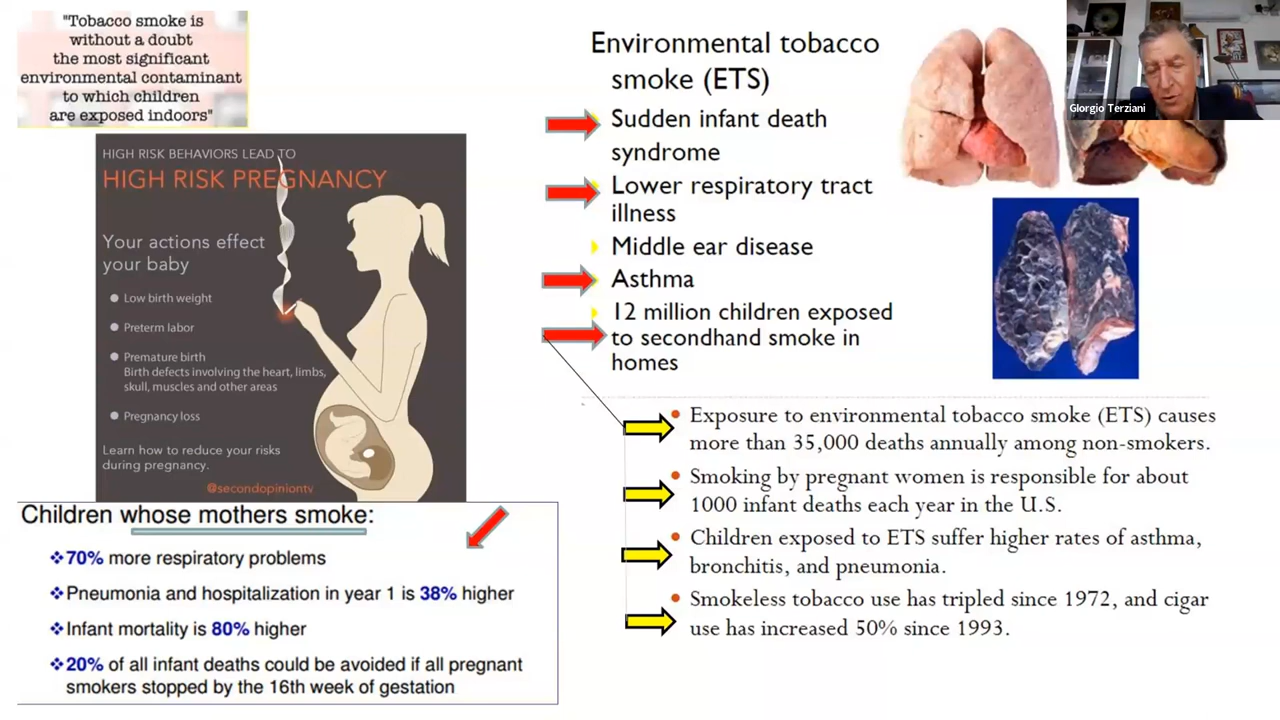 "Tobacco smoke is
without a doubt
the most significant
environmental contaminant
to which children
are exposed indoors"
HIGH RISK BEHAVIORS LEAD TO
HIGH RISK PREGNANCY
Your actions effect
your baby
Low birth weight
Preterm labor
Premature birth
Birth defects involving the heart, limbs,
skull, muscles and other areas
Pregnancy loss
Learn how to reduce your risks
during pregnancy.
@secondopiniontv
Children whose mothers smoke:
70% more respiratory problems
Pneumonia and hospitalization in year 1 is 38% higher
Infant mortality is 80% higher
20% of all infant deaths could be avoided if all pregnant
smokers stopped by the 16th week of gestation
Environmental tobacco
smoke (ETS)
Sudden infant death
syndrome
Lower respiratory tract
illness
Middle ear disease
Asthma
12 million children exposed
to secondhand smoke in
homes
Exposure to environmental tobacco smoke (ETS) causes
more than 35,000 deaths annually among non-smokers.
Smoking by pregnant women is responsible for about
1000 infant deaths each year in the U.S.
Children exposed to ETS suffer higher rates of asthma,
bronchitis, and pneumonia.
Smokeless tobacco use has tripled since 1972, and cigar
use has increased 50% since 1993.
GIorgio Terziani